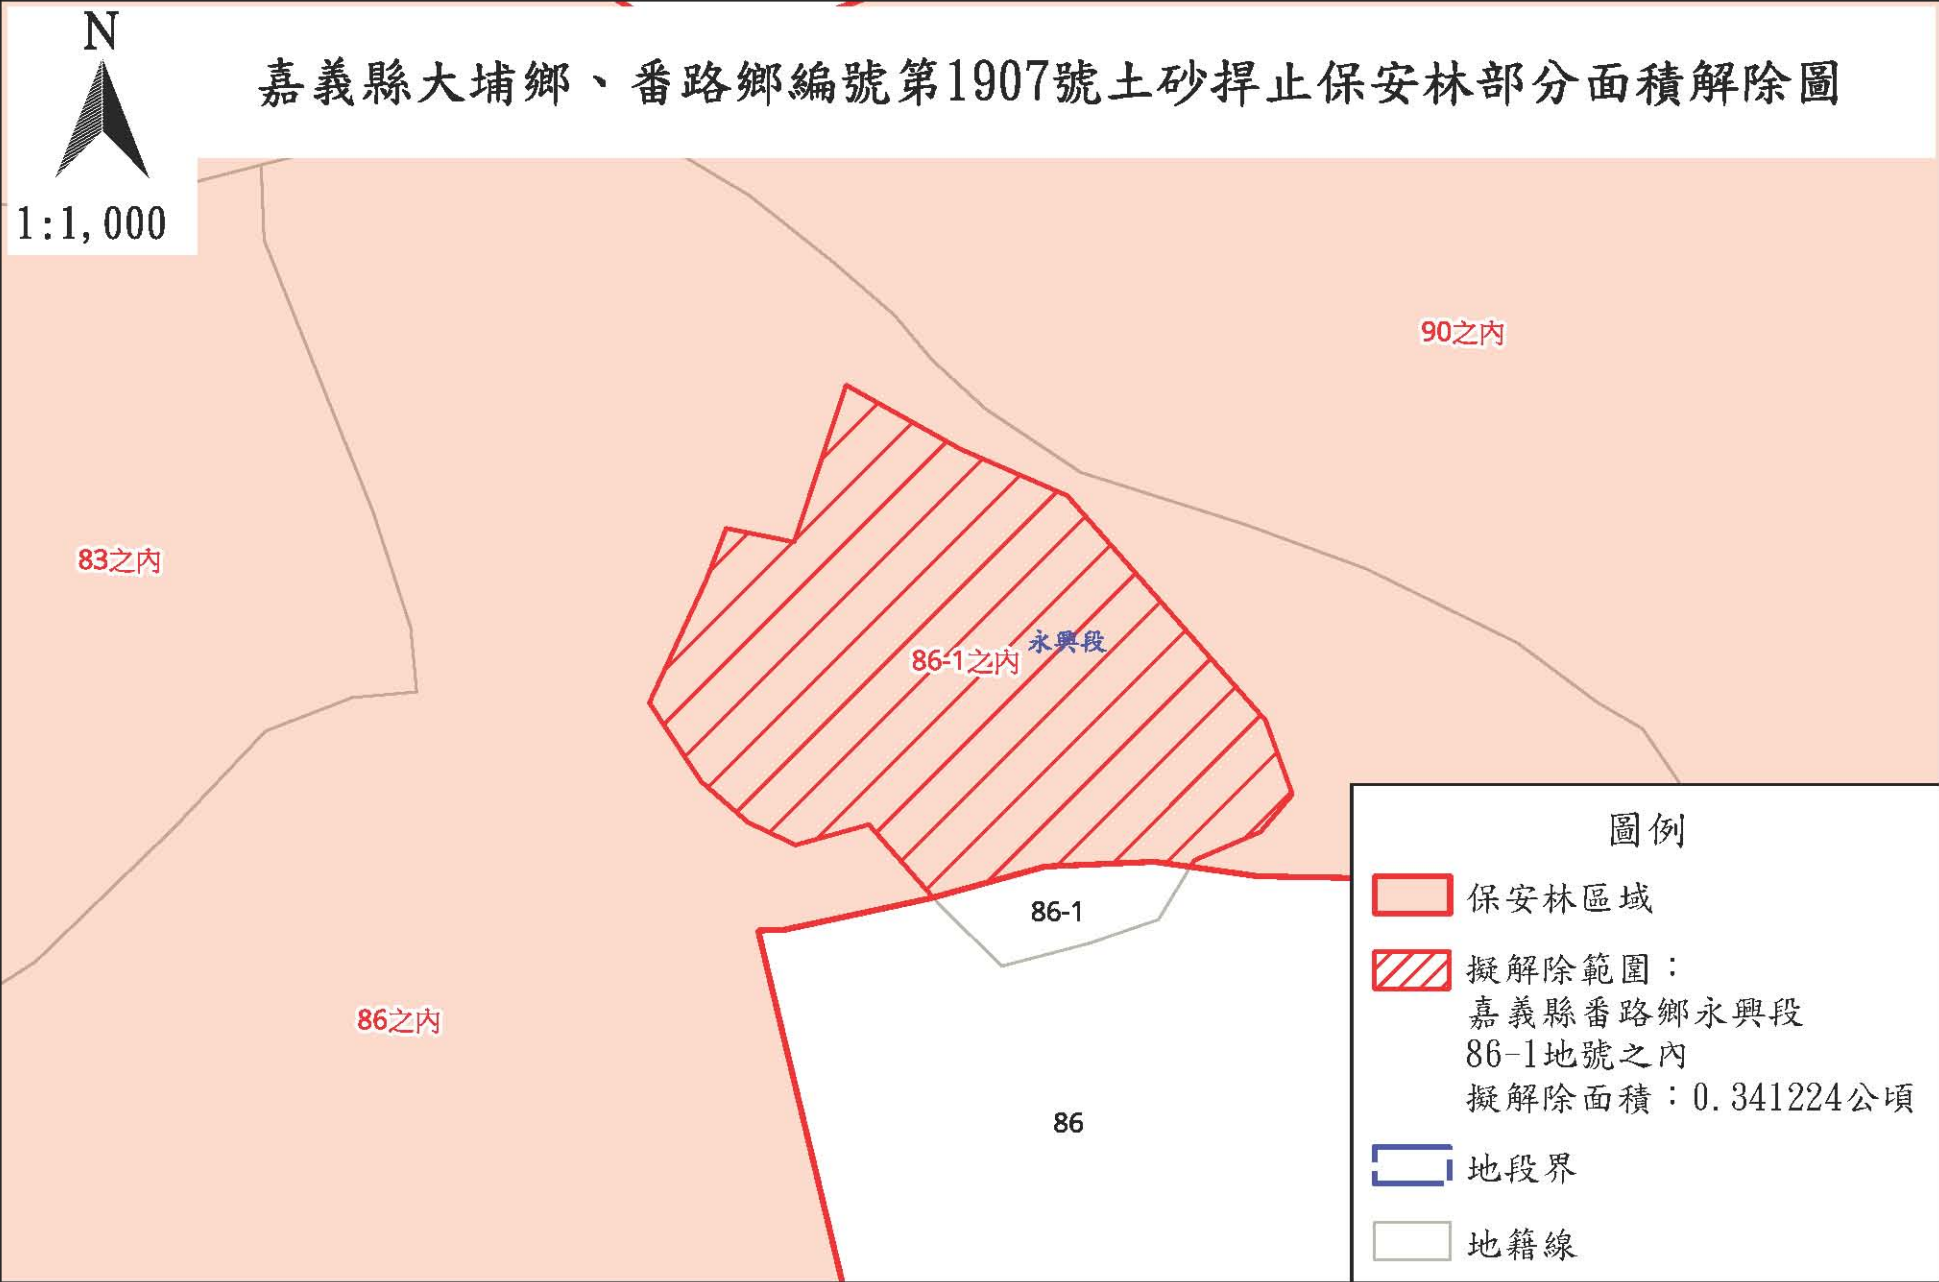 N
嘉義縣大埔鄉、番路鄉編號第1907號土砂捍止保安林部分面積解除圖
1:1,000
90之內
83之內
永興段
86-1之內
86-1
86之內
86
圖例
保安林區域
擬解除範圍：
嘉義縣番路鄉永興段
86-1地號之內
擬解除面積：0.341224公頃
地段界
地籍線